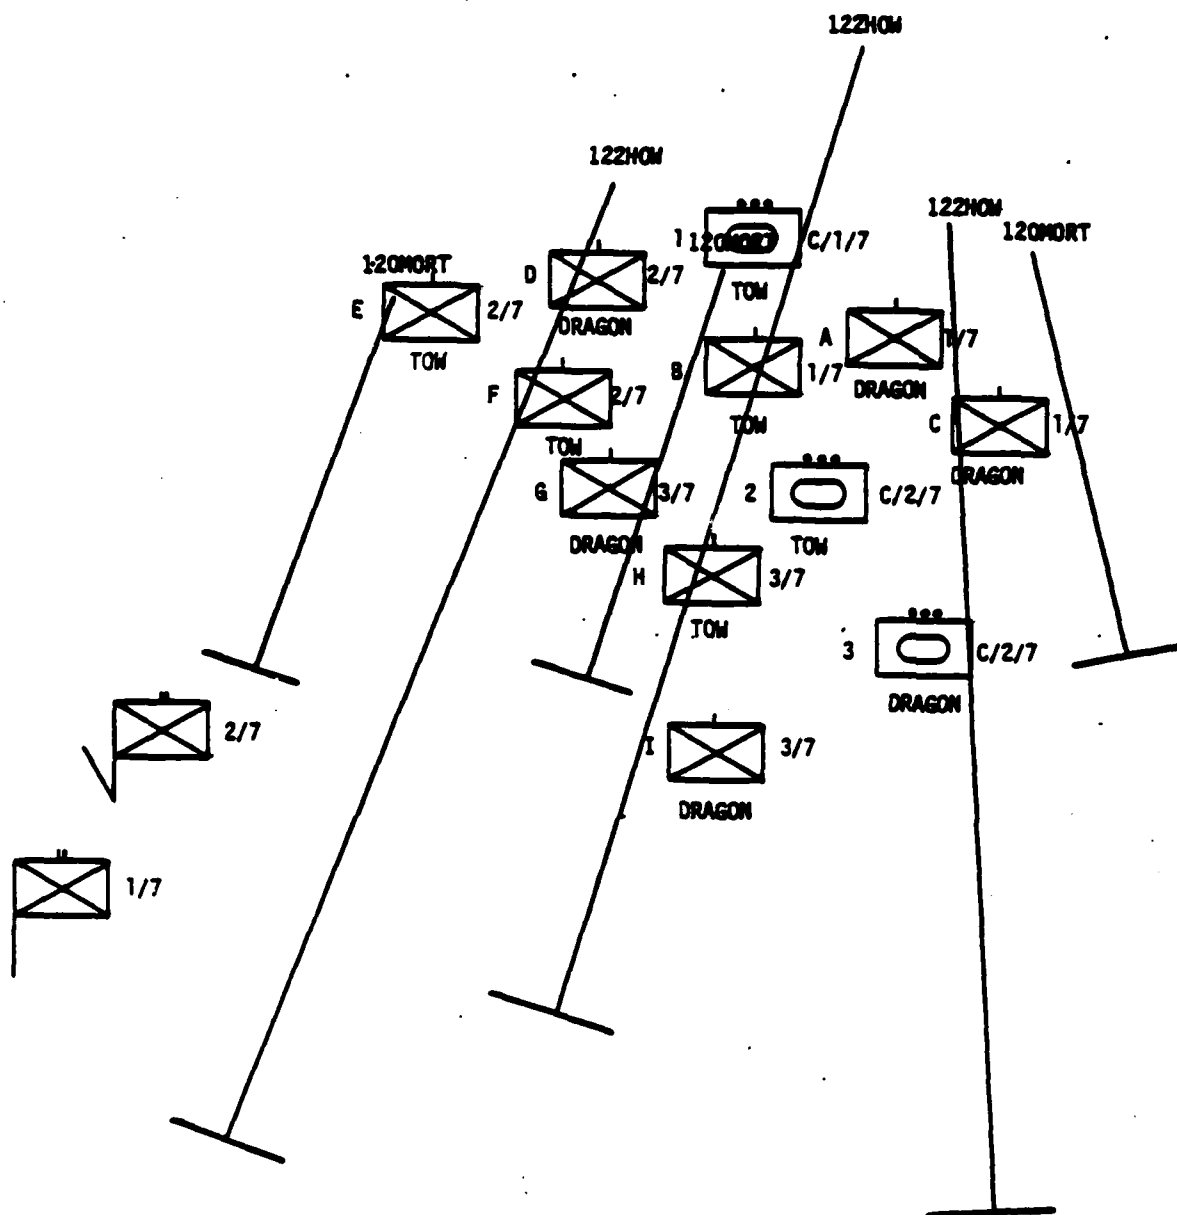 122HOW
122HOW
122HOW
120MORT
1 120MORT C/1/7
TOW
120MORT
D 2/7
DRAGON
E 2/7
TOW
A 1/7
DRAGON
B 1/7
TOW
F 2/7
TOW
C 1/7
DRAGON
G 3/7
DRAGON
2 C/2/7
TOW
H 3/7
TOW
3 C/2/7
DRAGON
2/7
I 3/7
DRAGON
1/7